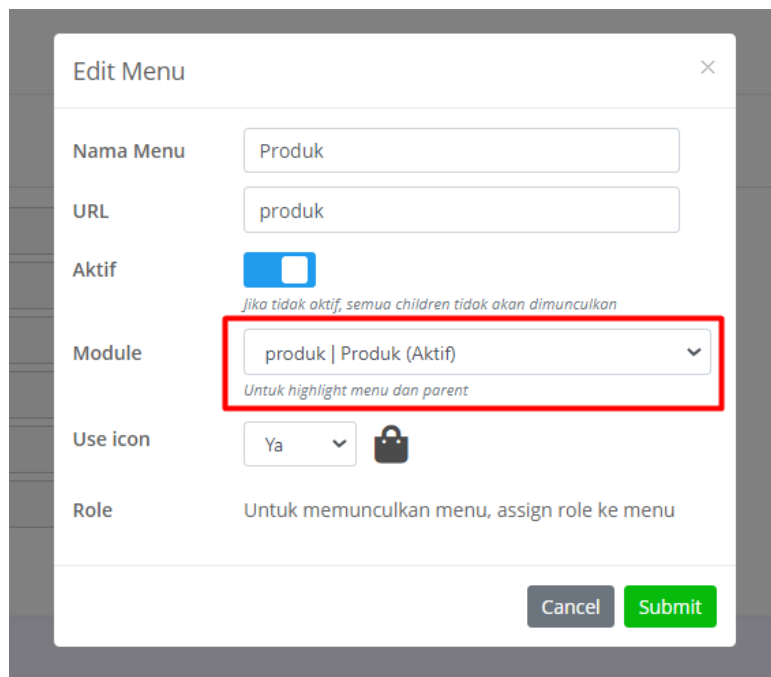 Edit Menu ×
Nama Menu Produk
URL produk
Aktif
Jika tidak aktif, semua children tidak akan dimunculkan
Module produk | Produk (Aktif)
Untuk highlight menu dan parent
Use icon Ya
Role Untuk memunculkan menu, assign role ke menu
Cancel Submit